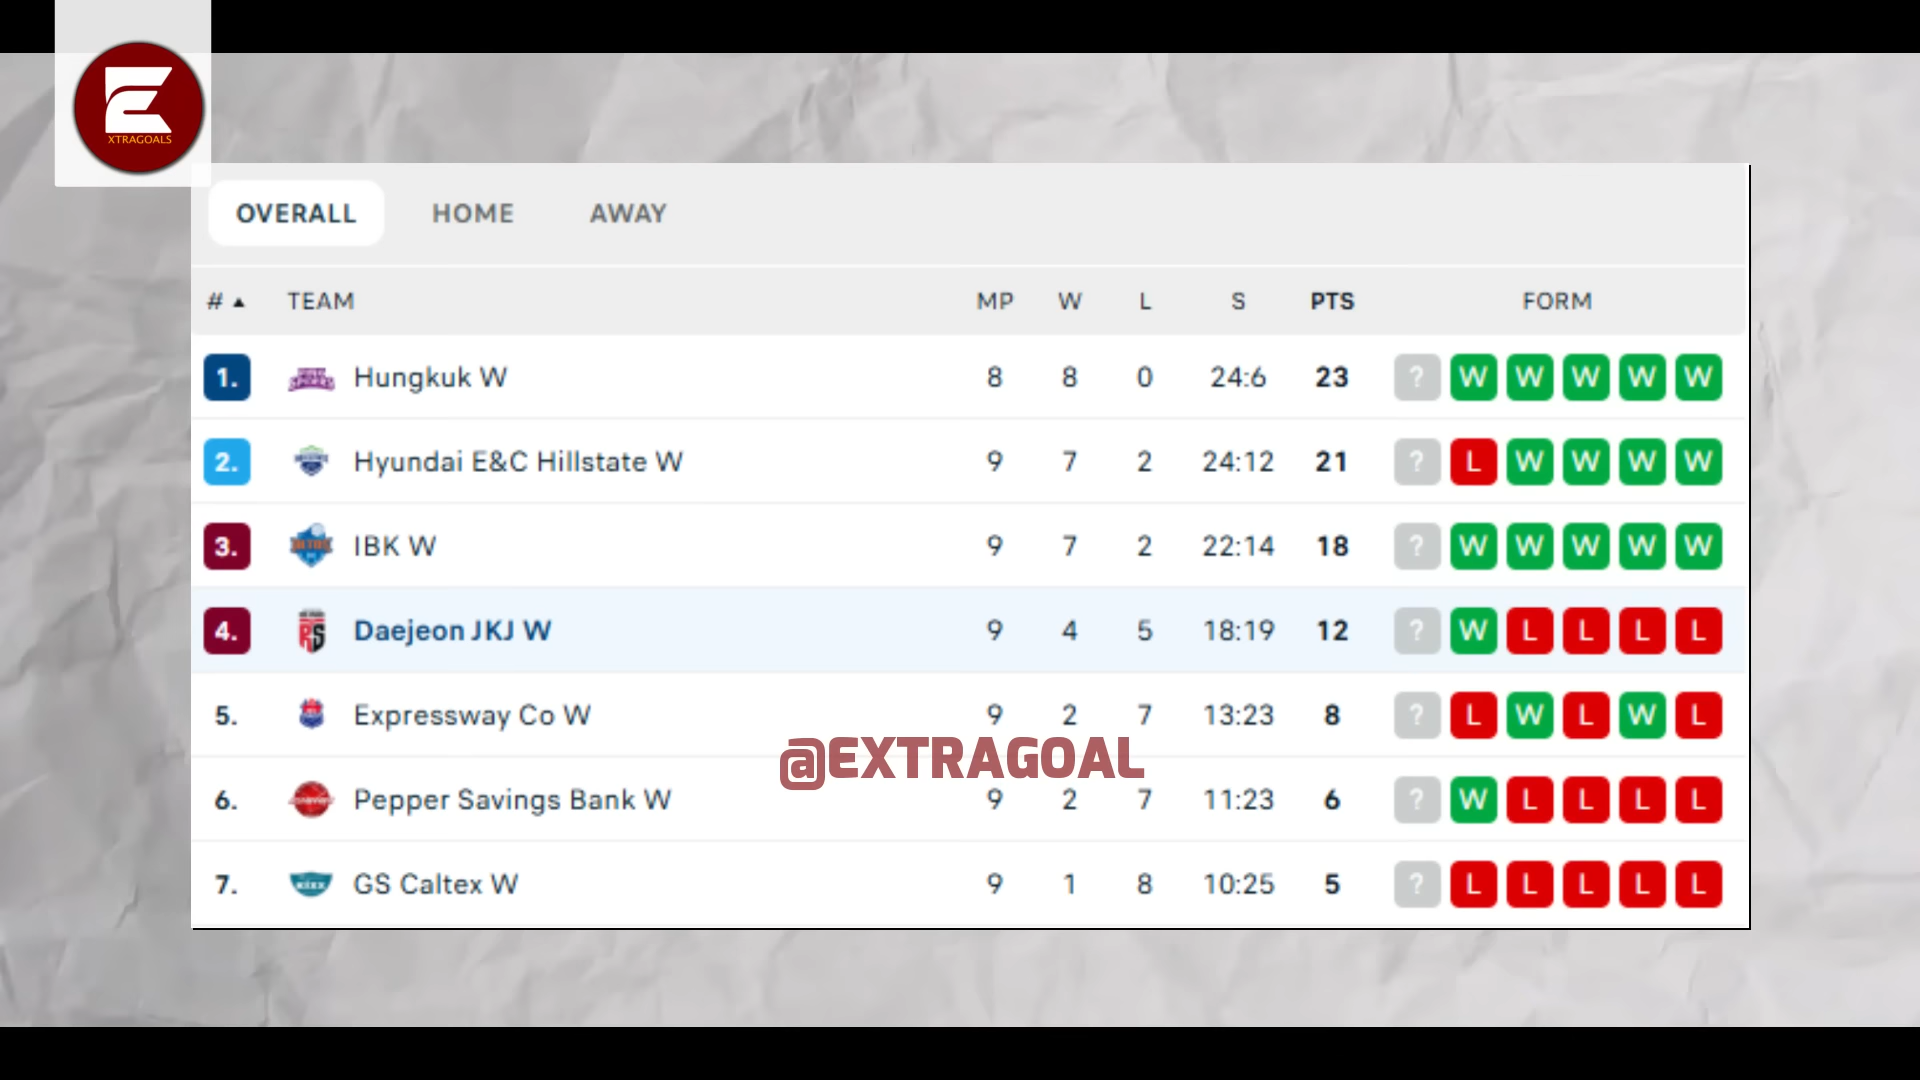 XTRAGOALS
OVERALL HOME AWAY
# ▲ TEAM MP W L S PTS FORM
1. Hungkuk W 8 8 0 24:6 23 ? W W W W W
2. Hyundai E&C Hillstate W 9 7 2 24:12 21 ? L W W W W
3. IBK W 9 7 2 22:14 18 ? W W W W W
4. RS Daejeon JKJ W 9 4 5 18:19 12 ? W L L L L
5. Expressway Co W 9 2 7 13:23 8 ? L W L W L
@EXTRAGOAL
6. Pepper Savings Bank W 9 2 7 11:23 6 ? W L L L L
7. KIXX GS Caltex W 9 1 8 10:25 5 ? L L L L L